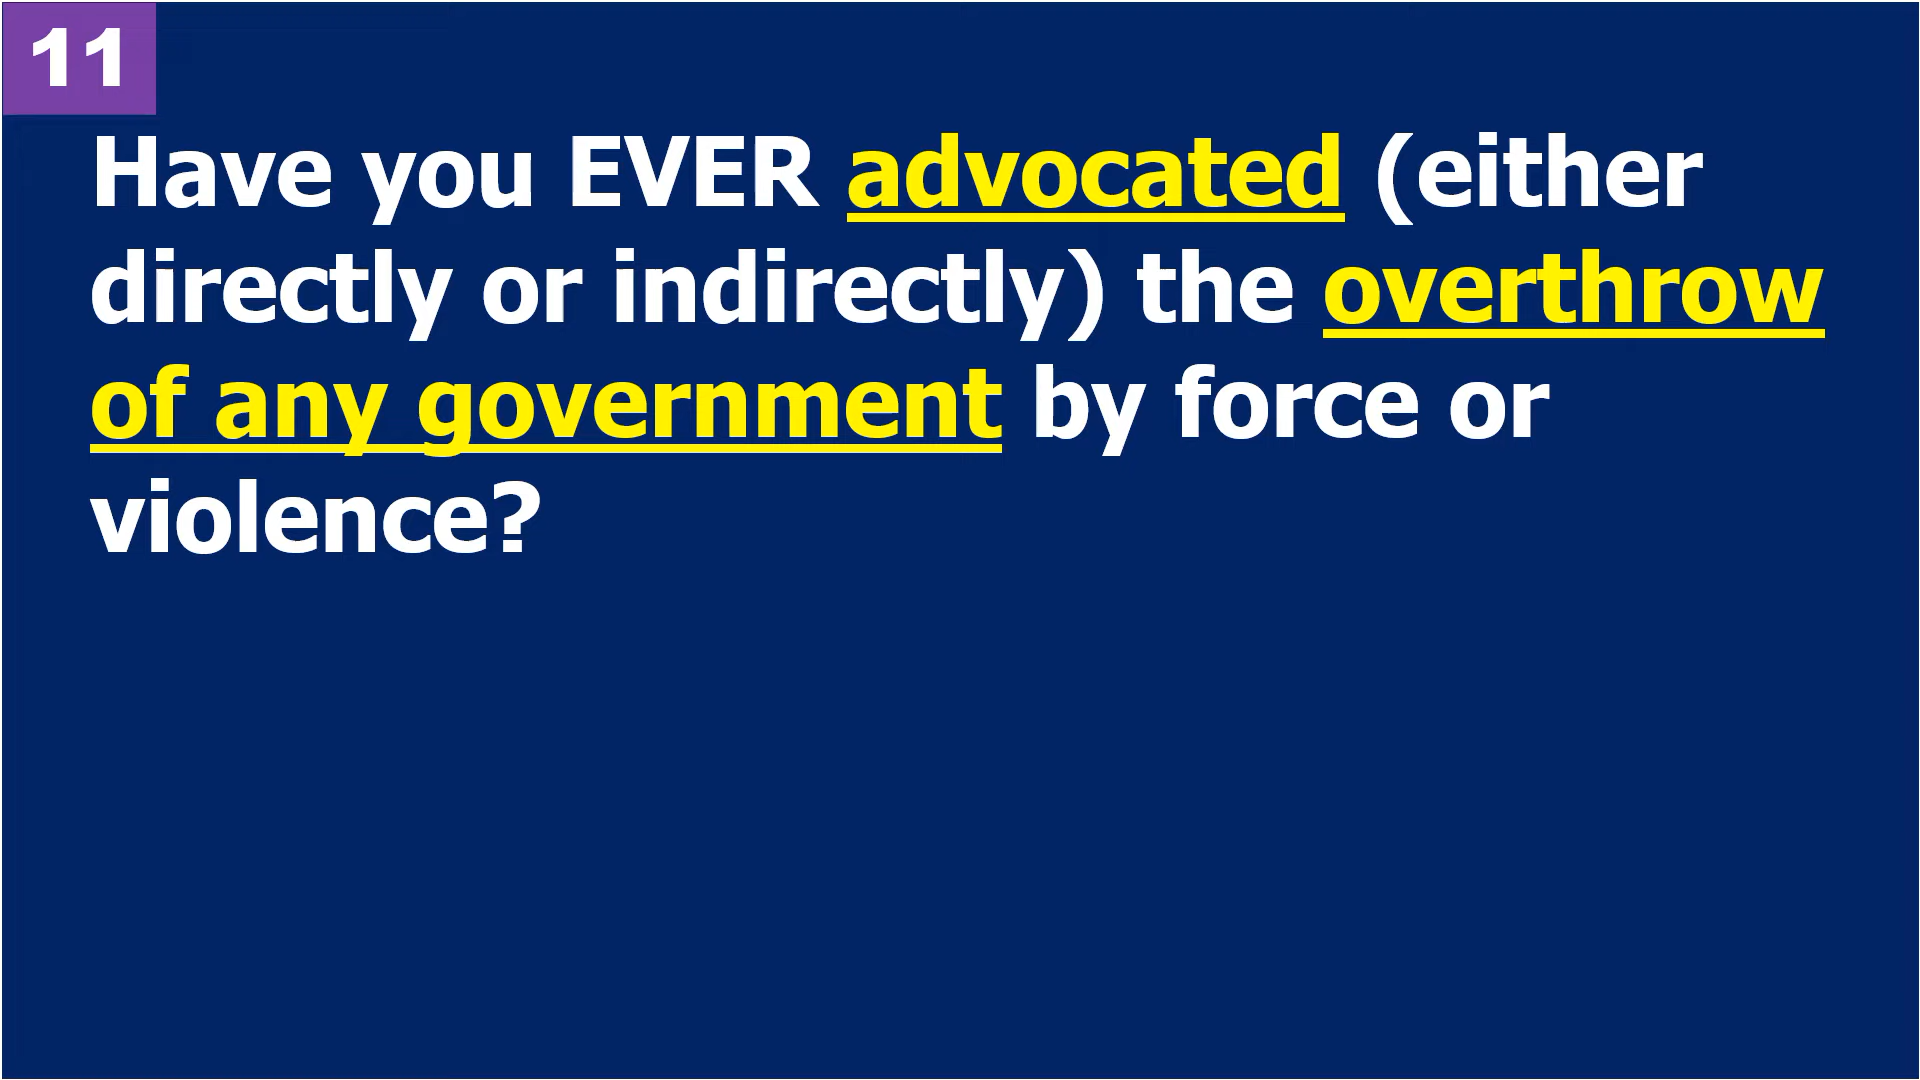 11
Have you EVER advocated (either
directly or indirectly) the overthrow
of any government by force or
violence?